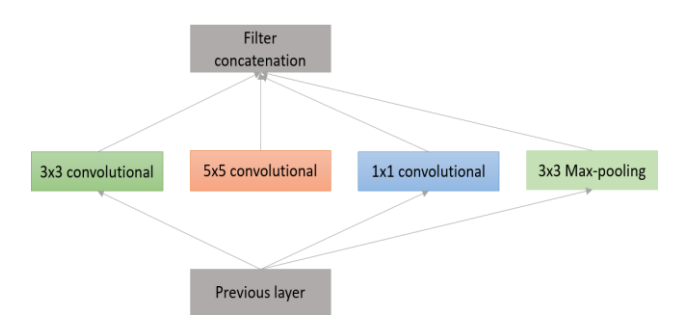 Filter
concatenation
3x3 convolutional
5x5 convolutional
1x1 convolutional
3x3 Max-pooling
Previous layer